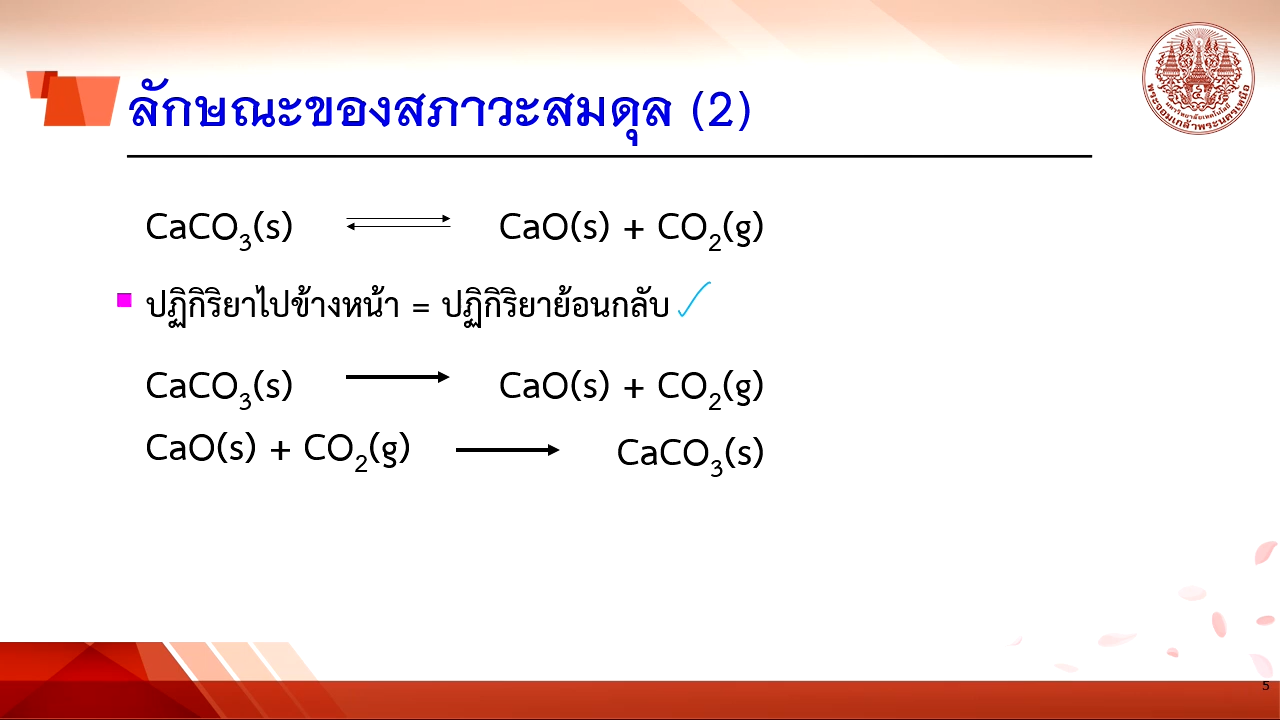 ลักษณะของสภาวะสมดุล (2)
CaCO₃(s) ⇌ CaO(s) + CO₂(g)
ปฏิกิริยาไปข้างหน้า = ปฏิกิริยาย้อนกลับ ✓
CaCO₃(s) → CaO(s) + CO₂(g)
CaO(s) + CO₂(g) → CaCO₃(s)
5